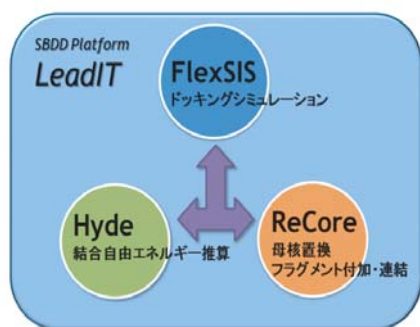 SBDD Platform
LeadIT
FlexSIS
ドッキングシミュレーション
Hyde
結合自由エネルギー推算
ReCore
母核置換
フラグメント付加・連結